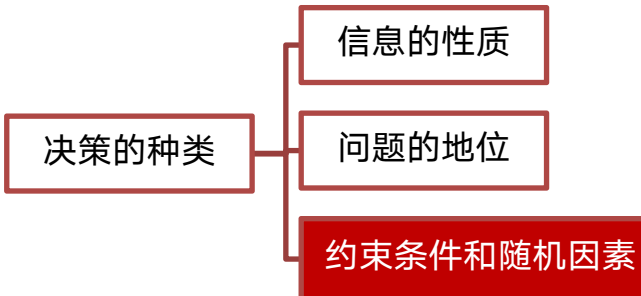 信息的性质
决策的种类
问题的地位
约束条件和随机因素